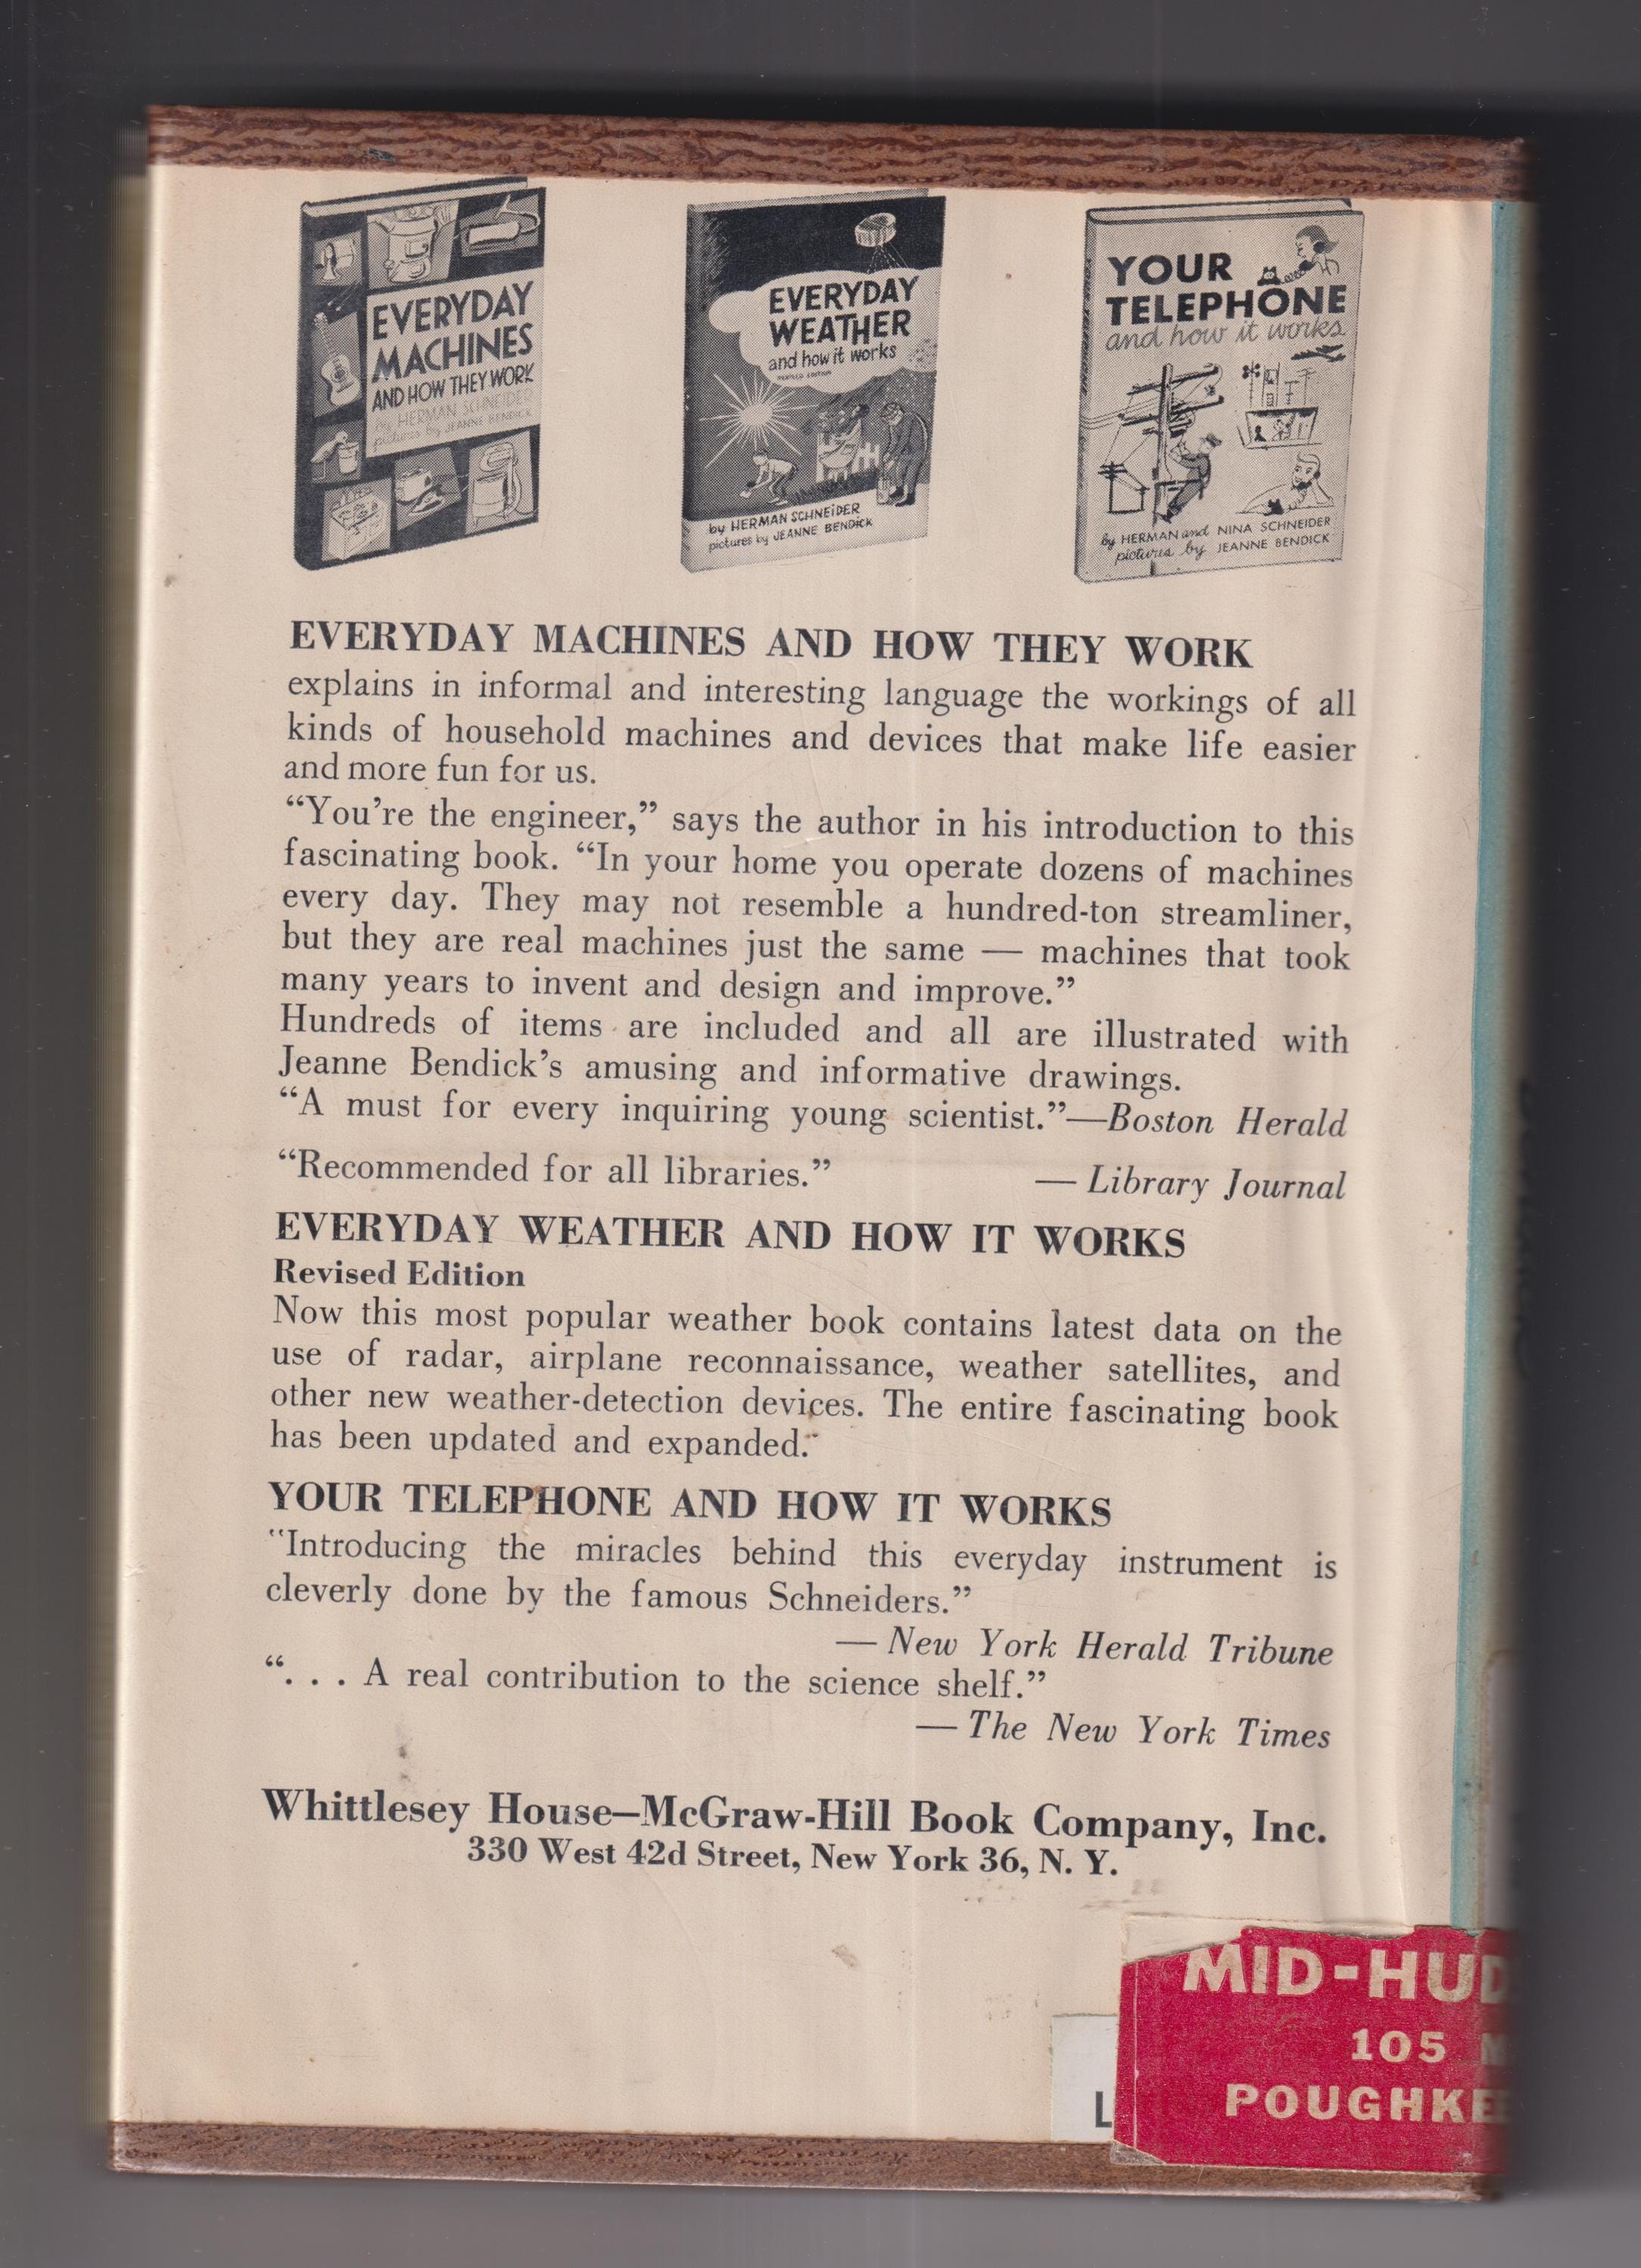 EVERYDAY
MACHINES
AND HOW THEY WORK
by HERMAN SCHNEIDER
pictures by JEANNE BENDICK
EVERYDAY
WEATHER
and how it works
REVISED EDITION
by HERMAN SCHNEIDER
pictures by JEANNE BENDICK
YOUR
TELEPHONE
and how it works
by HERMAN and NINA SCHNEIDER
pictures by JEANNE BENDICK
EVERYDAY MACHINES AND HOW THEY WORK
explains in informal and interesting language the workings of all
kinds of household machines and devices that make life easier
and more fun for us.
“You’re the engineer,” says the author in his introduction to this
fascinating book. “In your home you operate dozens of machines
every day. They may not resemble a hundred-ton streamliner,
but they are real machines just the same — machines that took
many years to invent and design and improve.”
Hundreds of items are included and all are illustrated with
Jeanne Bendick’s amusing and informative drawings.
“A must for every inquiring young scientist.”—Boston Herald
“Recommended for all libraries.” — Library Journal
EVERYDAY WEATHER AND HOW IT WORKS
Revised Edition
Now this most popular weather book contains latest data on the
use of radar, airplane reconnaissance, weather satellites, and
other new weather-detection devices. The entire fascinating book
has been updated and expanded.
YOUR TELEPHONE AND HOW IT WORKS
"Introducing the miracles behind this everyday instrument is
cleverly done by the famous Schneiders.”
— New York Herald Tribune
“. . . A real contribution to the science shelf.”
— The New York Times
Whittlesey House—McGraw-Hill Book Company, Inc.
330 West 42d Street, New York 36, N. Y.
MID-HUD
105 M
POUGHKE
L